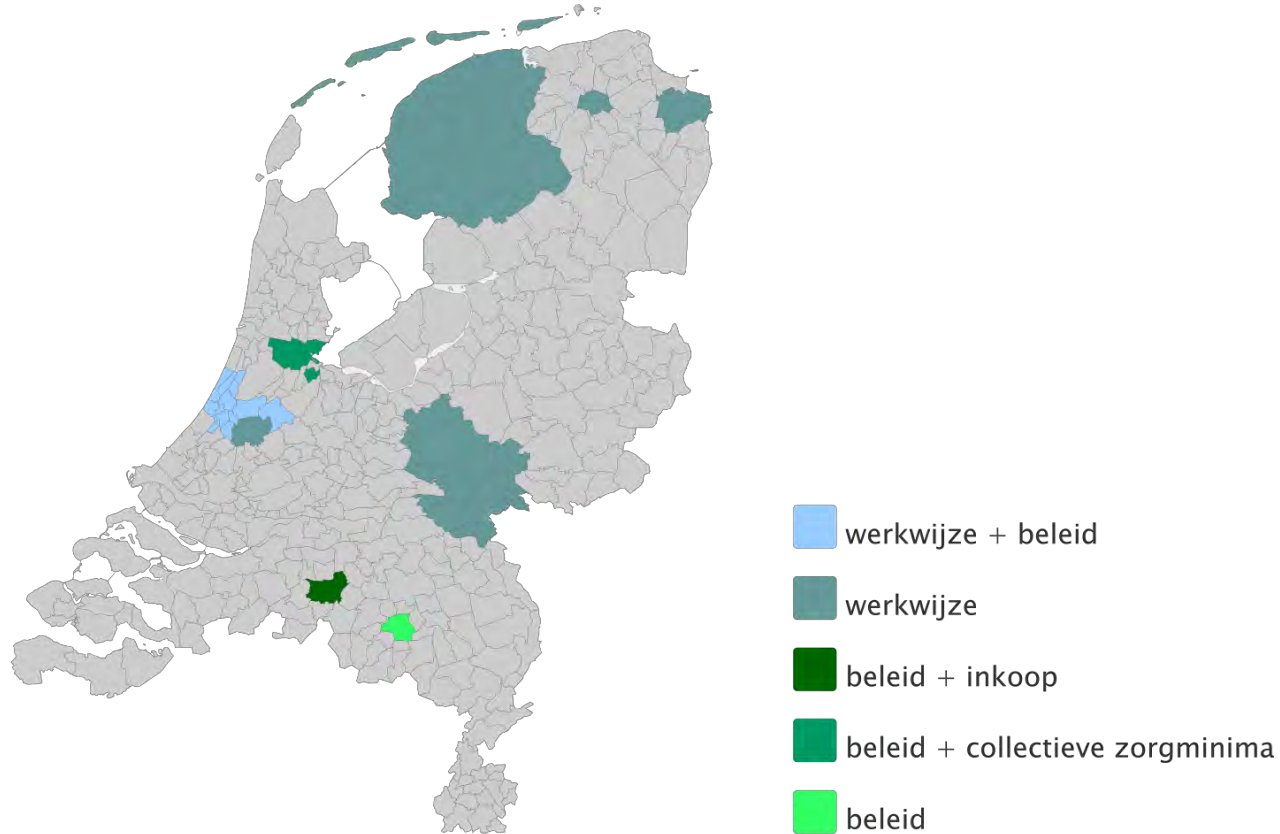 werkwijze + beleid
werkwijze
beleid + inkoop
beleid + collectieve zorgminima
beleid